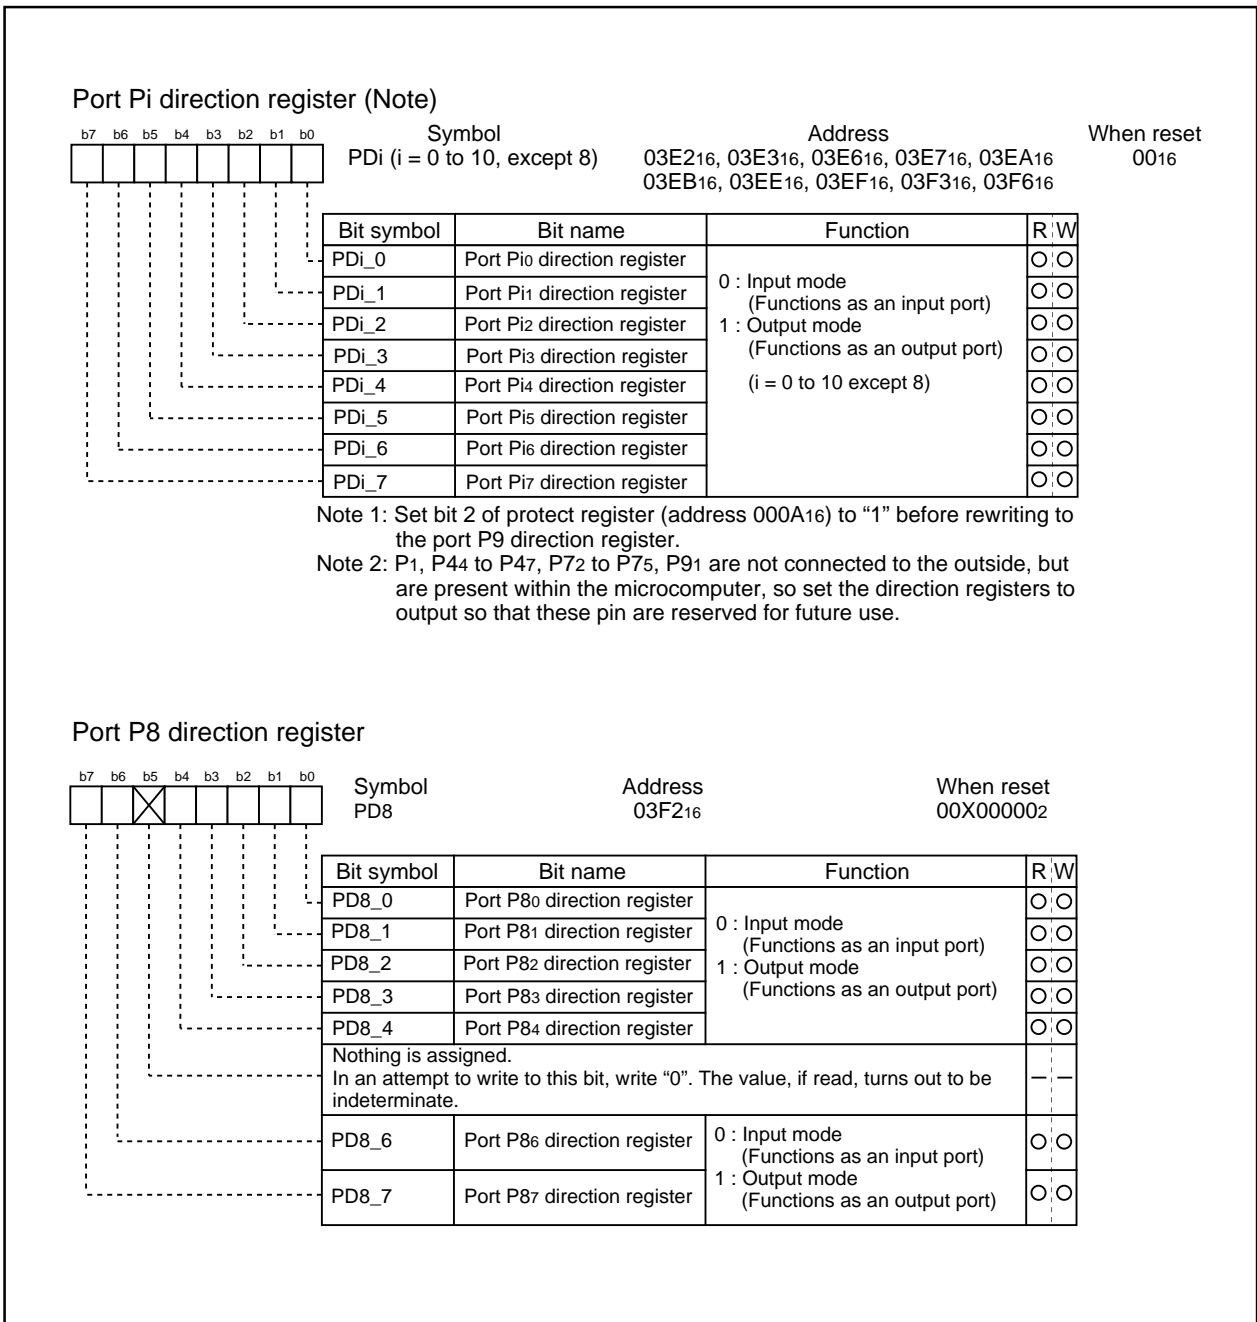 Port Pi direction register (Note)
b7 b6 b5 b4 b3 b2 b1 b0
Symbol Address When reset
PDi (i = 0 to 10, except 8) 03E216, 03E316, 03E616, 03E716, 03EA16 0016
03EB16, 03EE16, 03EF16, 03F316, 03F616
Bit symbol Bit name Function R W
PDi_0 Port Pi0 direction register
PDi_1 Port Pi1 direction register
PDi_2 Port Pi2 direction register
PDi_3 Port Pi3 direction register
PDi_4 Port Pi4 direction register
PDi_5 Port Pi5 direction register
PDi_6 Port Pi6 direction register
PDi_7 Port Pi7 direction register
0 : Input mode
(Functions as an input port)
1 : Output mode
(Functions as an output port)
(i = 0 to 10 except 8)
Note 1: Set bit 2 of protect register (address 000A16) to “1” before rewriting to
the port P9 direction register.
Note 2: P1, P44 to P47, P72 to P75, P91 are not connected to the outside, but
are present within the microcomputer, so set the direction registers to
output so that these pin are reserved for future use.
Port P8 direction register
b7 b6 b5 b4 b3 b2 b1 b0
Symbol Address When reset
PD8 03F216 00X000002
Bit symbol Bit name Function R W
PD8_0 Port P80 direction register
PD8_1 Port P81 direction register
PD8_2 Port P82 direction register
PD8_3 Port P83 direction register
PD8_4 Port P84 direction register
0 : Input mode
(Functions as an input port)
1 : Output mode
(Functions as an output port)
Nothing is assigned.
In an attempt to write to this bit, write “0”. The value, if read, turns out to be
indeterminate.
PD8_6 Port P86 direction register
PD8_7 Port P87 direction register
0 : Input mode
(Functions as an input port)
1 : Output mode
(Functions as an output port)